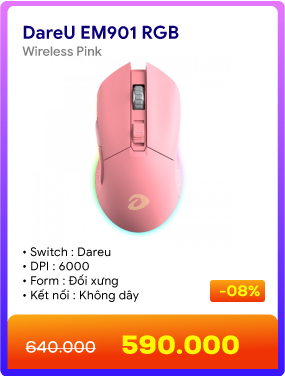 DareU EM901 RGB
Wireless Pink
• Switch : Dareu
• DPI : 6000
• Form : Đối xưng
• Kết nối : Không dây
-08%
640.000 590.000